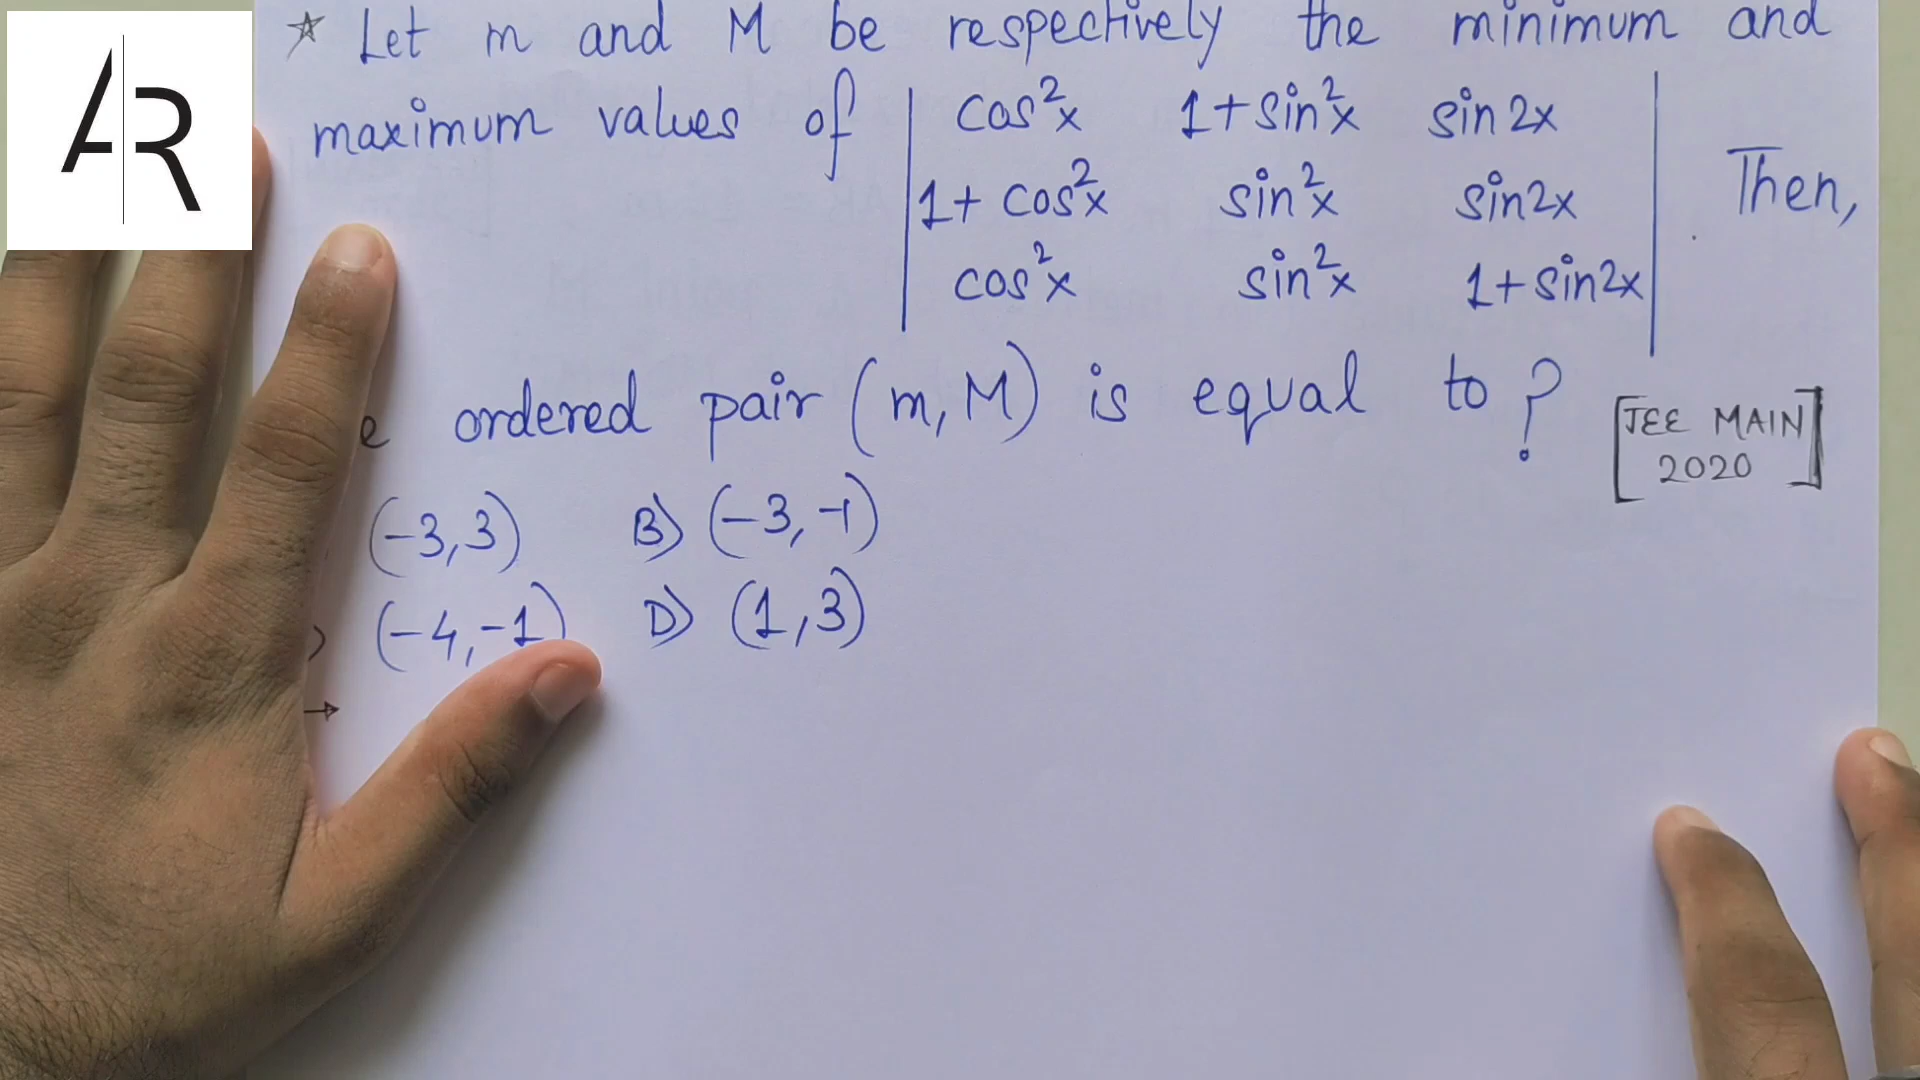 AR
☆ Let m and M be respectively the minimum and
maximum values of | cos²x 1+sin²x sin2x | Then,
1+ cos²x sin²x sin2x
cos²x sin²x 1+sin2x
e ordered pair (m, M) is equal to?
[JEE MAIN
2020]
(-3,3) B) (-3,-1)
) (-4,-1) D) (1,3)
→